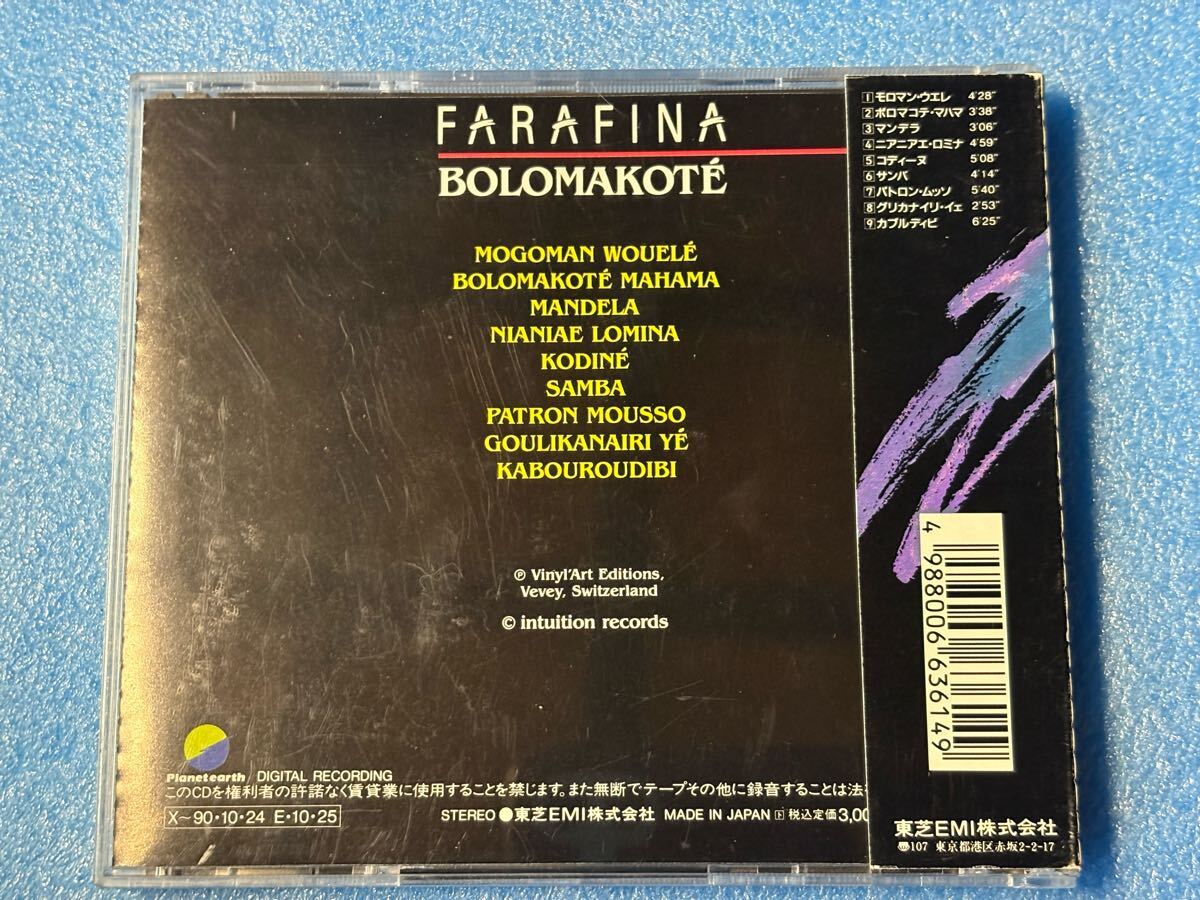 FARAFINA
BOLOMAKOTÉ
MOGOMAN WOUELÉ
BOLOMAKOTÉ MAHAMA
MANDELA
NIANIAE LOMINA
KODINÉ
SAMBA
PATRON MOUSSO
GOULIKANAIRI YÉ
KABOUROUDIBI
℗ Vinyl'Art Editions,
Vevey, Switzerland
© intuition records
Planet earth DIGITAL RECORDING
このCDを権利者の許諾なく賃貸業に使用することを禁じます。また無断でテープその他に録音することは法
X〜90・10・24 E・10・25
STEREO ●東芝EMI株式会社 MADE IN JAPAN 税込定価3,00
1 モロマン・ウエレ 4'28"
2 ボロマコテ・マハマ 3'38"
3 マンデラ 3'06"
4 ニアニアエ・ロミナ 4'59"
5 コディーヌ 5'08"
6 サンバ 4'14"
7 パトロン・ムッソ 5'40"
8 グリカナイリ・イェ 2'53"
9 カブルディビ 6'25"
4 988006 636149
東芝EMI株式会社
〠107 東京都港区赤坂2-2-17